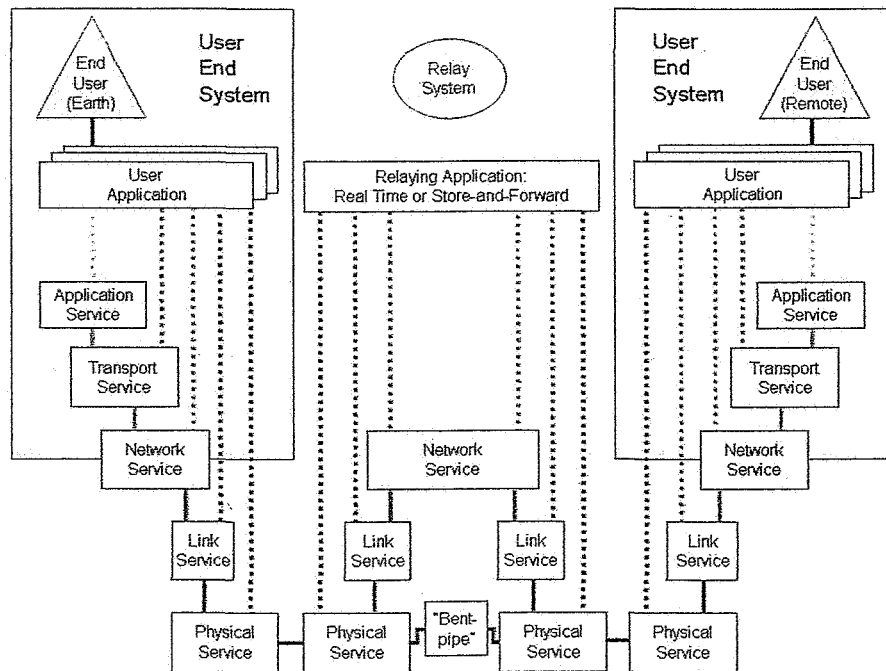 End
User
(Earth)
User
End
System
Relay
System
User
End
System
End
User
(Remote)
User
Application
Relaying Application:
Real Time or Store-and-Forward
User
Application
Application
Service
Application
Service
Transport
Service
Transport
Service
Network
Service
Network
Service
Network
Service
Link
Service
Link
Service
Link
Service
Link
Service
Physical
Service
Physical
Service
"Bent-
pipe"
Physical
Service
Physical
Service